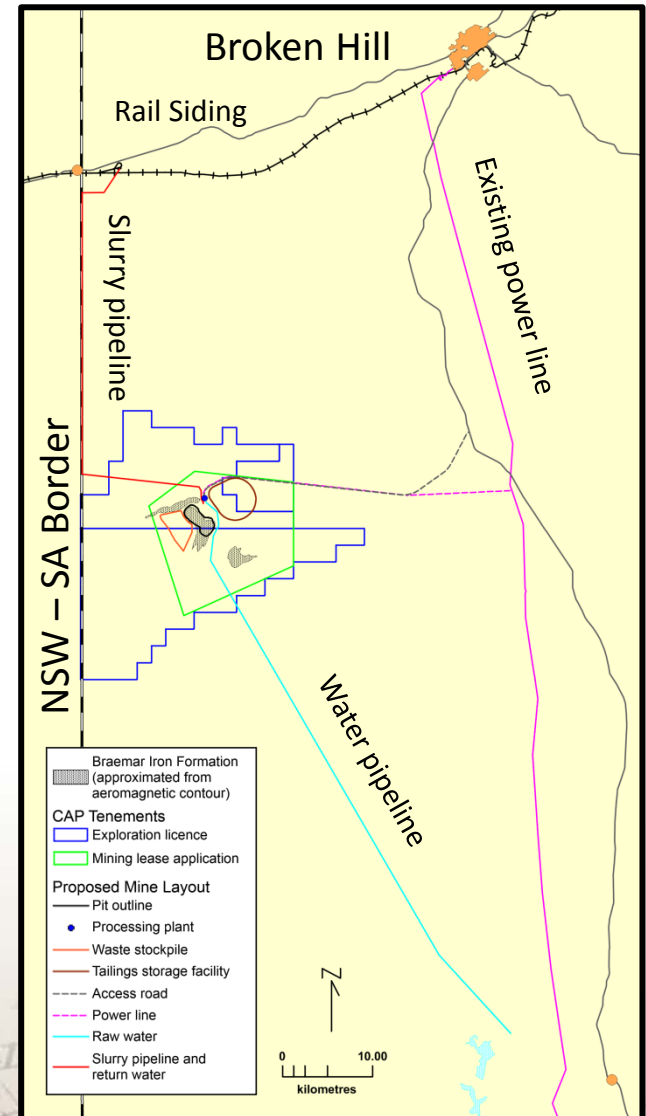 Broken Hill
Rail Siding
Existing power line
Slurry pipeline
NSW – SA Border
Water pipeline
Braemar Iron Formation
(approximated from
aeromagnetic contour)
CAP Tenements
Exploration licence
Mining lease application
Proposed Mine Layout
Pit outline
Processing plant
Waste stockpile
Tailings storage facility
Access road
Power line
Raw water
Slurry pipeline and
return water
N
0 10.00
kilometres